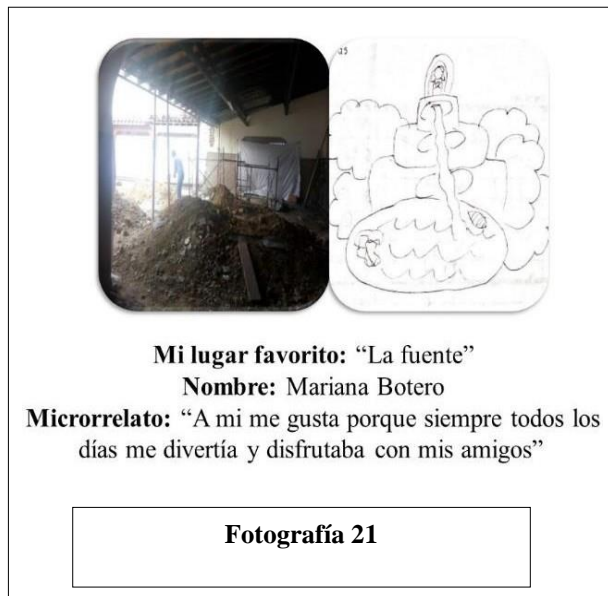 15
Mi lugar favorito: “La fuente”
Nombre: Mariana Botero
Microrrelato: “A mi me gusta porque siempre todos los
días me divertía y disfrutaba con mis amigos”
Fotografía 21